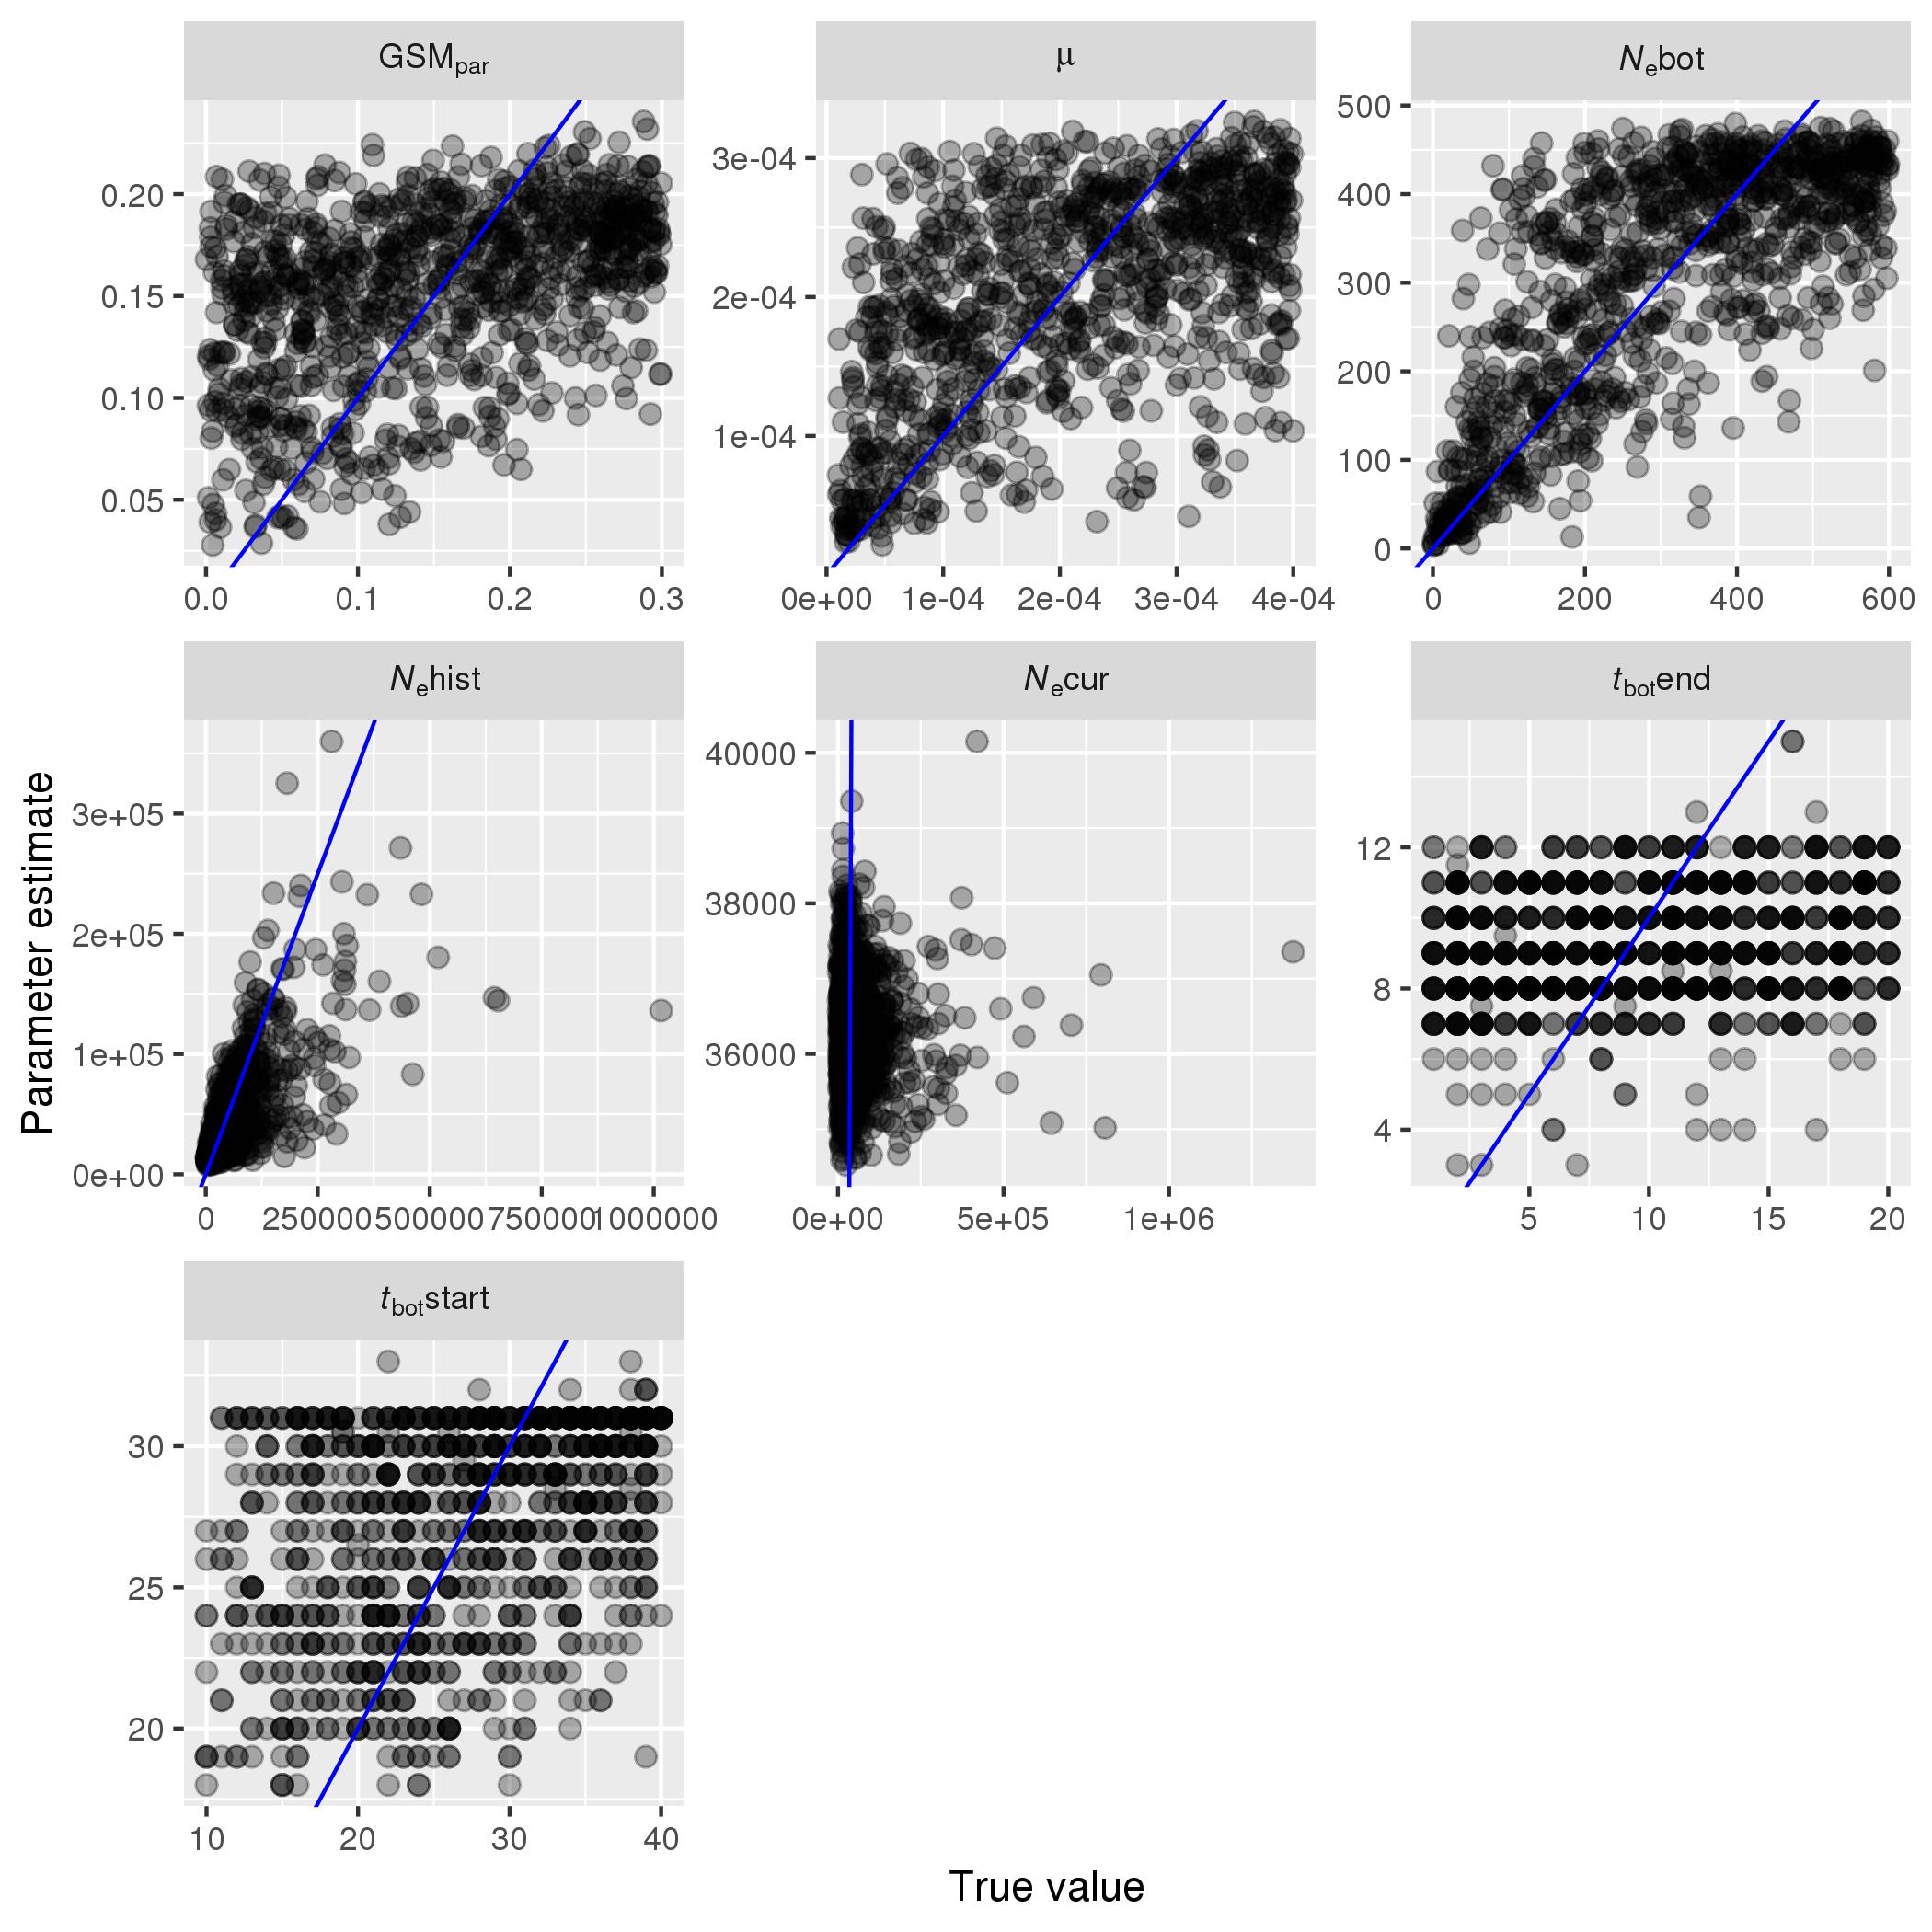 GSMpar
μ
Nebot
0.20
0.15
0.10
0.05
0.0 0.1 0.2 0.3
3e-04
2e-04
1e-04
0e+00 1e-04 2e-04 3e-04 4e-04
500
400
300
200
100
0
0 200 400 600
Nehist
Necur
tbotend
3e+05
2e+05
1e+05
0e+00
0 250000 500000 750000 1000000
40000
38000
36000
0e+00 5e+05 1e+06
12
8
4
5 10 15 20
tbotstart
30
25
20
10 20 30 40
Parameter estimate
True value